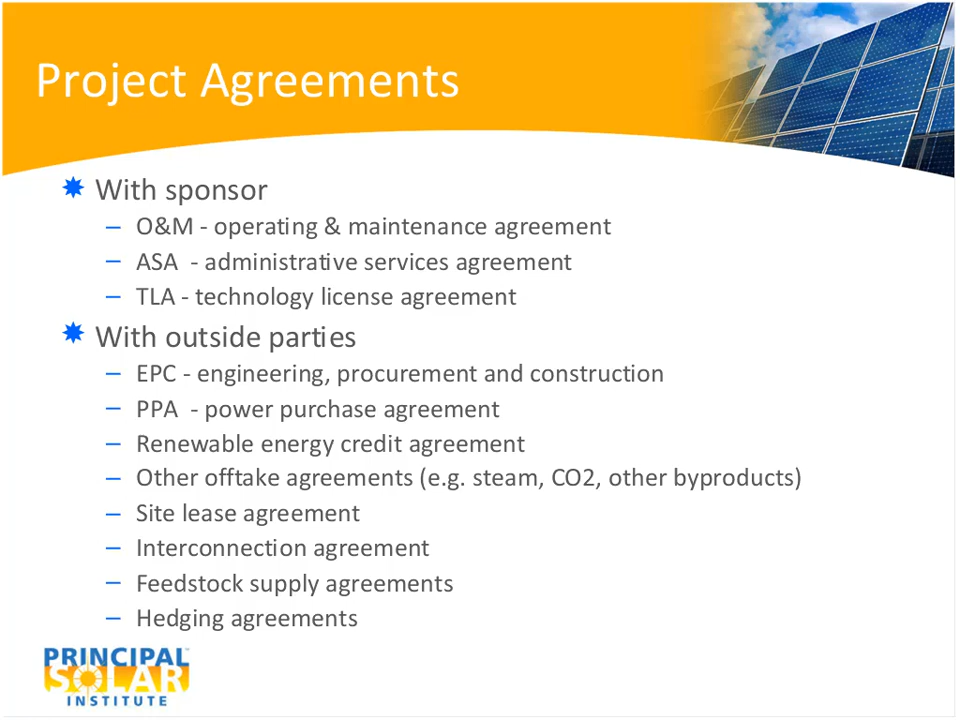 Project Agreements
With sponsor
– O&M - operating & maintenance agreement
– ASA - administrative services agreement
– TLA - technology license agreement
With outside parties
– EPC - engineering, procurement and construction
– PPA - power purchase agreement
– Renewable energy credit agreement
– Other offtake agreements (e.g. steam, CO2, other byproducts)
– Site lease agreement
– Interconnection agreement
– Feedstock supply agreements
– Hedging agreements
PRINCIPAL
SOLAR
INSTITUTE